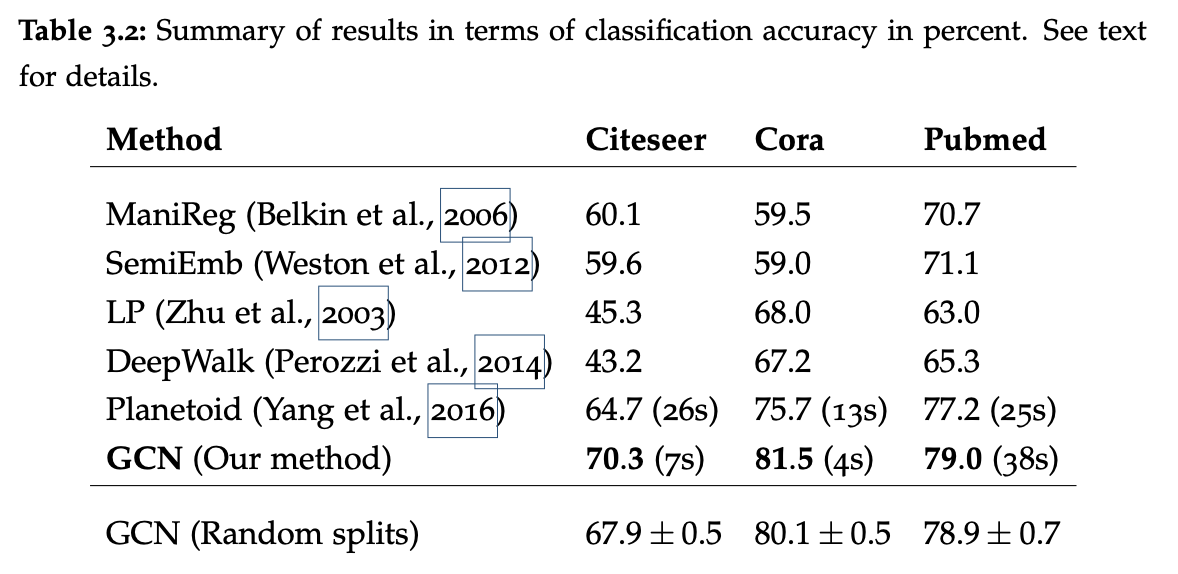 Table 3.2: Summary of results in terms of classification accuracy in percent. See text
for details.
Method Citeseer Cora Pubmed
ManiReg (Belkin et al., 2006) 60.1 59.5 70.7
SemiEmb (Weston et al., 2012) 59.6 59.0 71.1
LP (Zhu et al., 2003) 45.3 68.0 63.0
DeepWalk (Perozzi et al., 2014) 43.2 67.2 65.3
Planetoid (Yang et al., 2016) 64.7 (26s) 75.7 (13s) 77.2 (25s)
GCN (Our method) 70.3 (7s) 81.5 (4s) 79.0 (38s)
GCN (Random splits) 67.9 ± 0.5 80.1 ± 0.5 78.9 ± 0.7